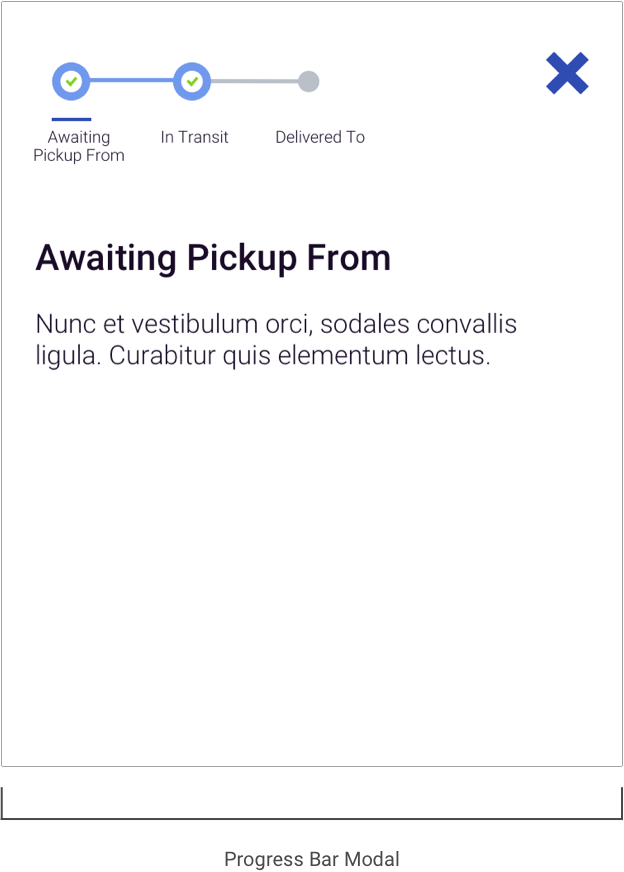 Awaiting
Pickup From
In Transit
Delivered To
Awaiting Pickup From
Nunc et vestibulum orci, sodales convallis
ligula. Curabitur quis elementum lectus.
Progress Bar Modal